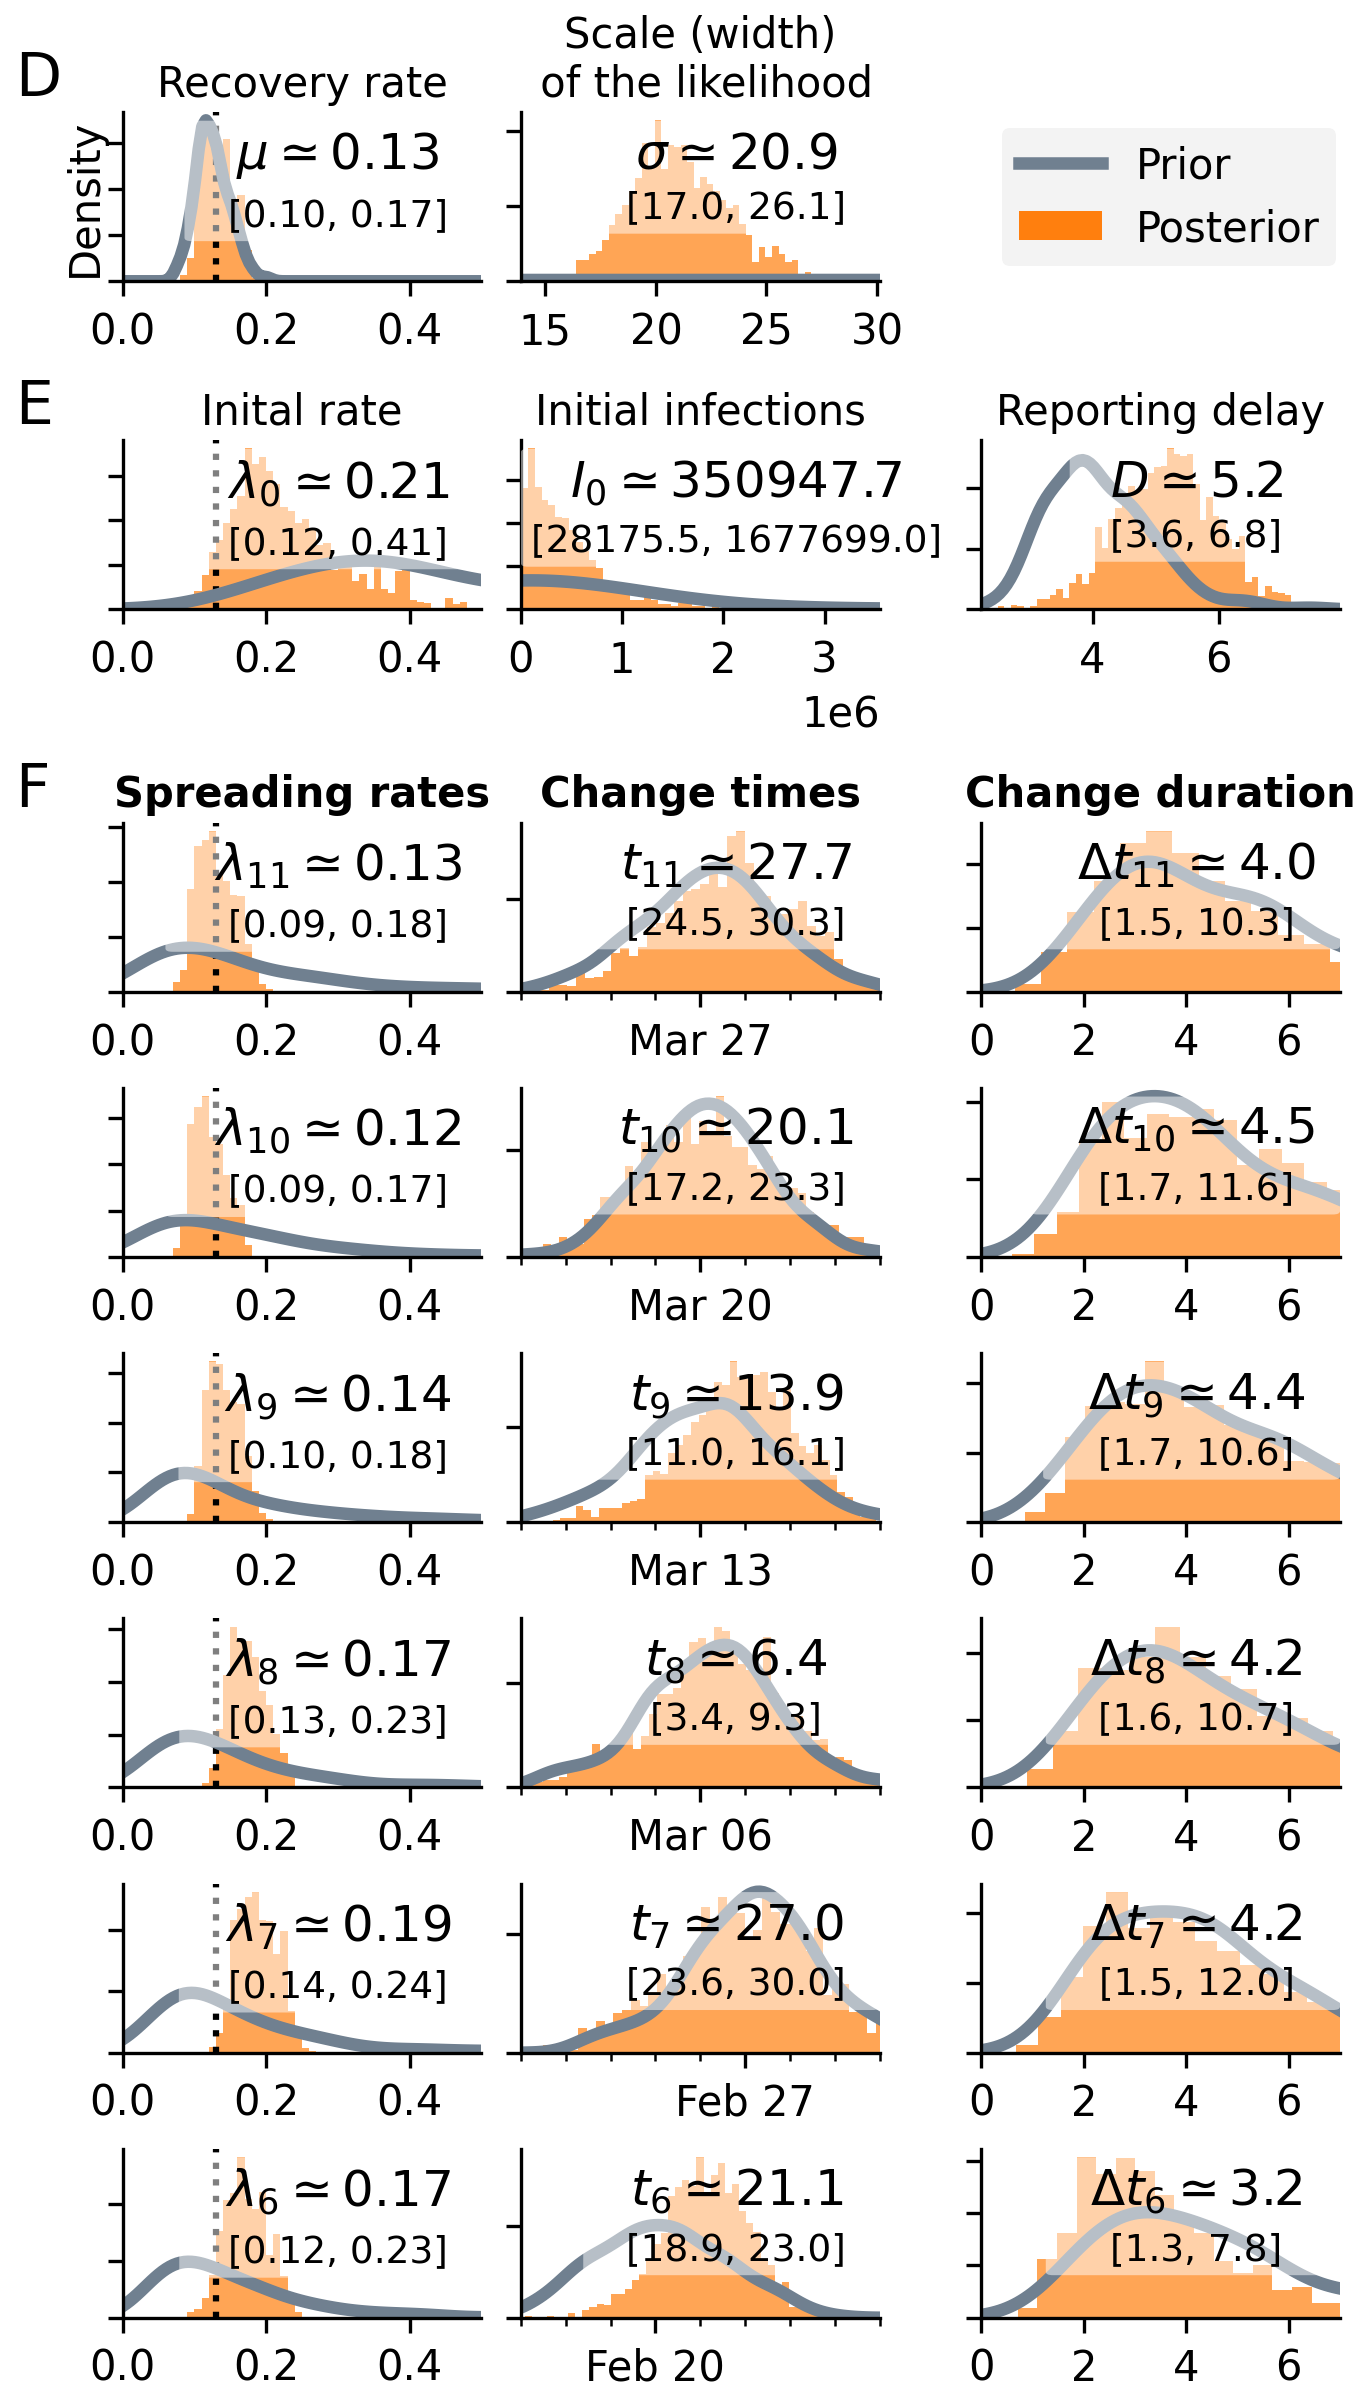 D
Recovery rate
Scale (width)
of the likelihood
Density
μ ≃ 0.13
[0.10, 0.17]
0.0 0.2 0.4
σ ≃ 20.9
[17.0, 26.1]
15 20 25 30
Prior
Posterior
E
Inital rate
λ0 ≃ 0.21
[0.12, 0.41]
0.0 0.2 0.4
Initial infections
I0 ≃ 350947.7
[28175.5, 1677699.0]
0 1 2 3
1e6
Reporting delay
D ≃ 5.2
[3.6, 6.8]
4 6
F
Spreading rates
Change times
Change duration
λ11 ≃ 0.13
[0.09, 0.18]
0.0 0.2 0.4
t11 ≃ 27.7
[24.5, 30.3]
Mar 27
Δt11 ≃ 4.0
[1.5, 10.3]
0 2 4 6
λ10 ≃ 0.12
[0.09, 0.17]
0.0 0.2 0.4
t10 ≃ 20.1
[17.2, 23.3]
Mar 20
Δt10 ≃ 4.5
[1.7, 11.6]
0 2 4 6
λ9 ≃ 0.14
[0.10, 0.18]
0.0 0.2 0.4
t9 ≃ 13.9
[11.0, 16.1]
Mar 13
Δt9 ≃ 4.4
[1.7, 10.6]
0 2 4 6
λ8 ≃ 0.17
[0.13, 0.23]
0.0 0.2 0.4
t8 ≃ 6.4
[3.4, 9.3]
Mar 06
Δt8 ≃ 4.2
[1.6, 10.7]
0 2 4 6
λ7 ≃ 0.19
[0.14, 0.24]
0.0 0.2 0.4
t7 ≃ 27.0
[23.6, 30.0]
Feb 27
Δt7 ≃ 4.2
[1.5, 12.0]
0 2 4 6
λ6 ≃ 0.17
[0.12, 0.23]
0.0 0.2 0.4
t6 ≃ 21.1
[18.9, 23.0]
Feb 20
Δt6 ≃ 3.2
[1.3, 7.8]
0 2 4 6